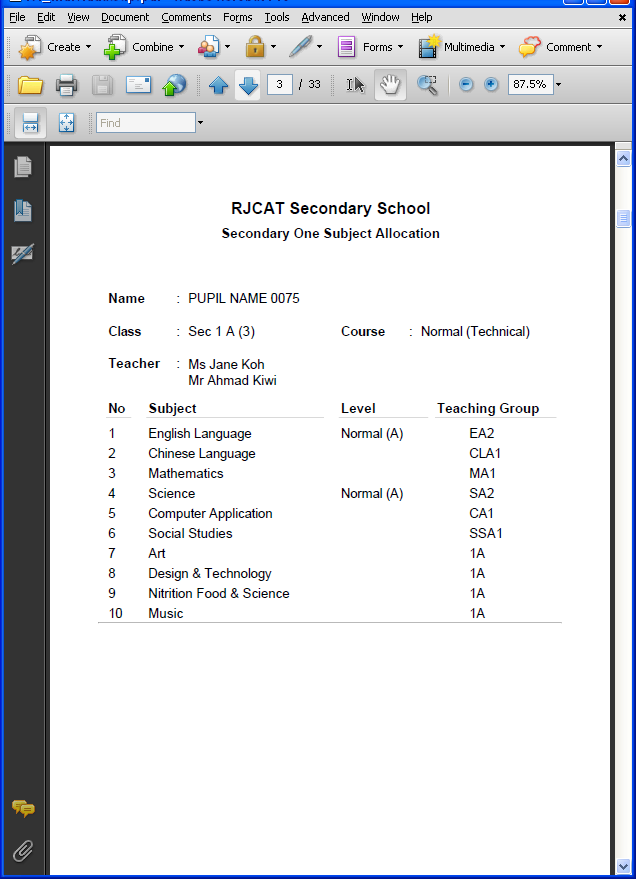 File Edit View Document Comments Forms Tools Advanced Window Help
Create Combine Forms Multimedia Comment
3 / 33 87.5%
Find
RJCAT Secondary School
Secondary One Subject Allocation
Name : PUPIL NAME 0075
Class : Sec 1 A (3) Course : Normal (Technical)
Teacher : Ms Jane Koh
Mr Ahmad Kiwi
No Subject Level Teaching Group
1 English Language Normal (A) EA2
2 Chinese Language CLA1
3 Mathematics MA1
4 Science Normal (A) SA2
5 Computer Application CA1
6 Social Studies SSA1
7 Art 1A
8 Design & Technology 1A
9 Nitrition Food & Science 1A
10 Music 1A